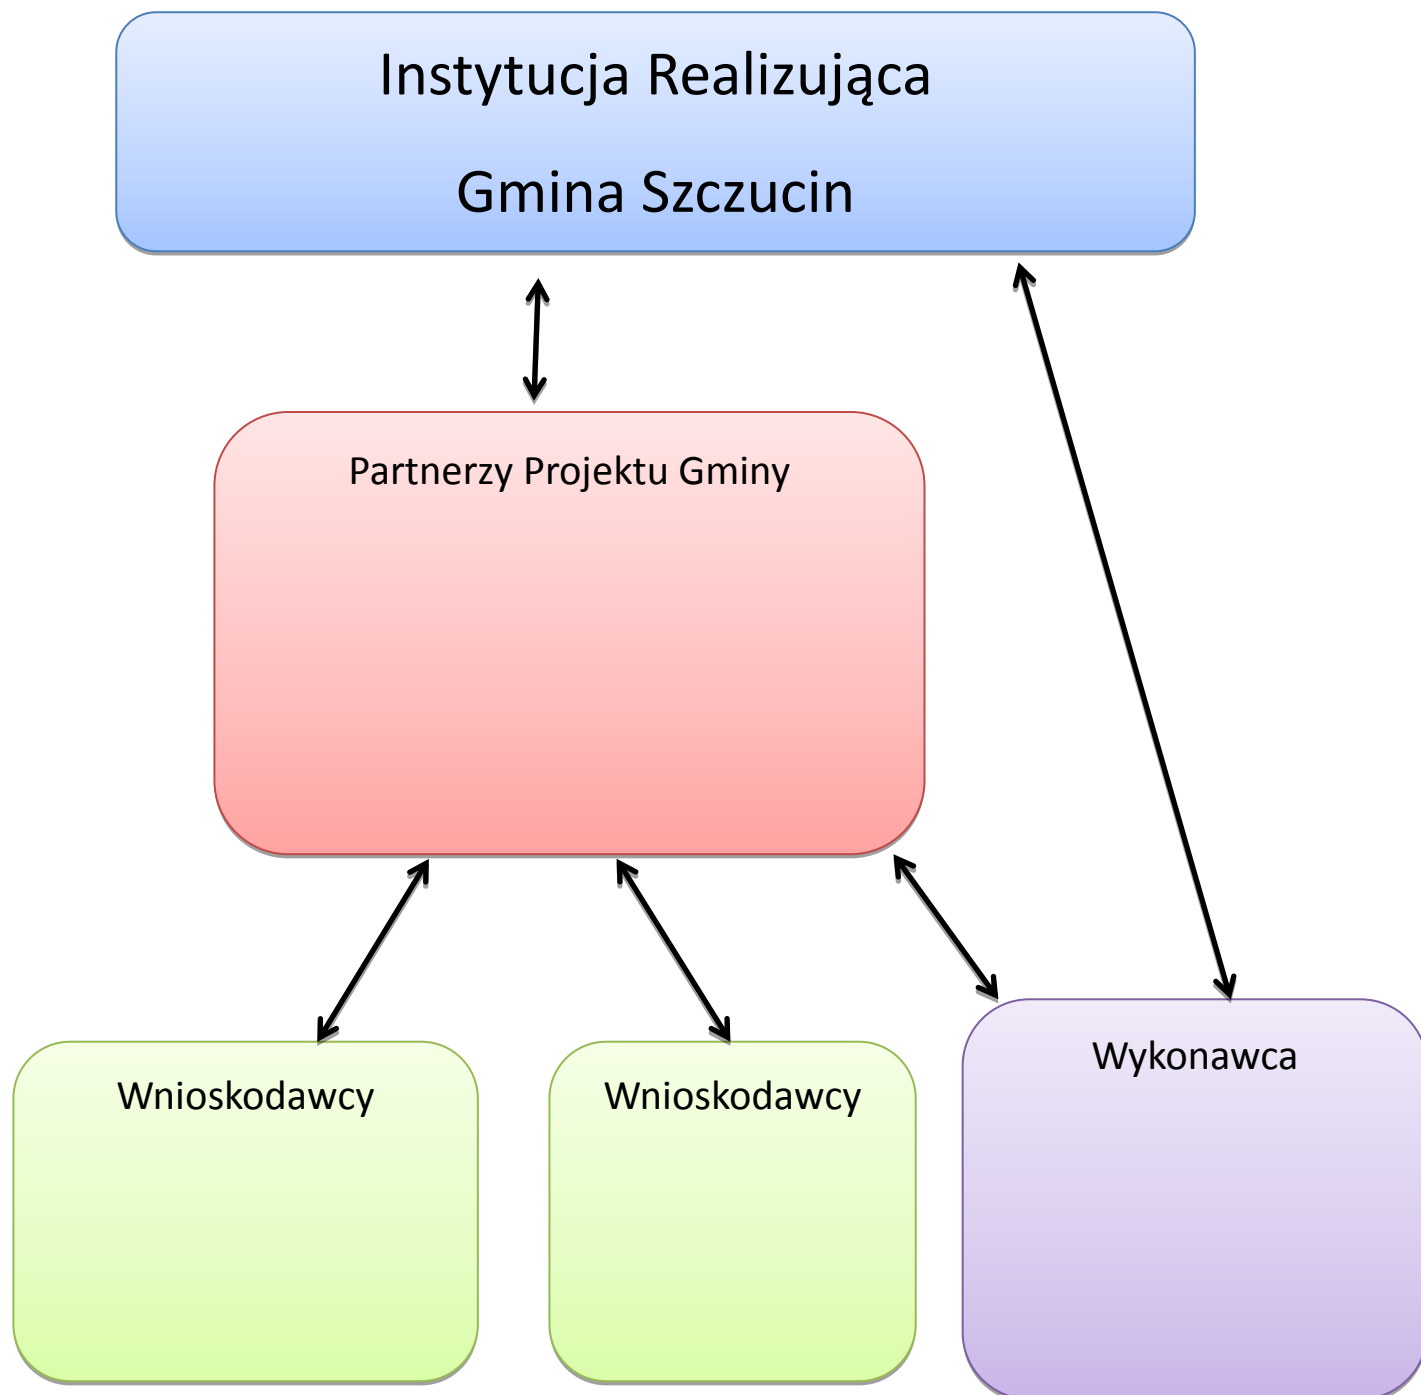 Instytucja Realizująca
Gmina Szczucin
Partnerzy Projektu Gminy
Wnioskodawcy
Wnioskodawcy
Wykonawca